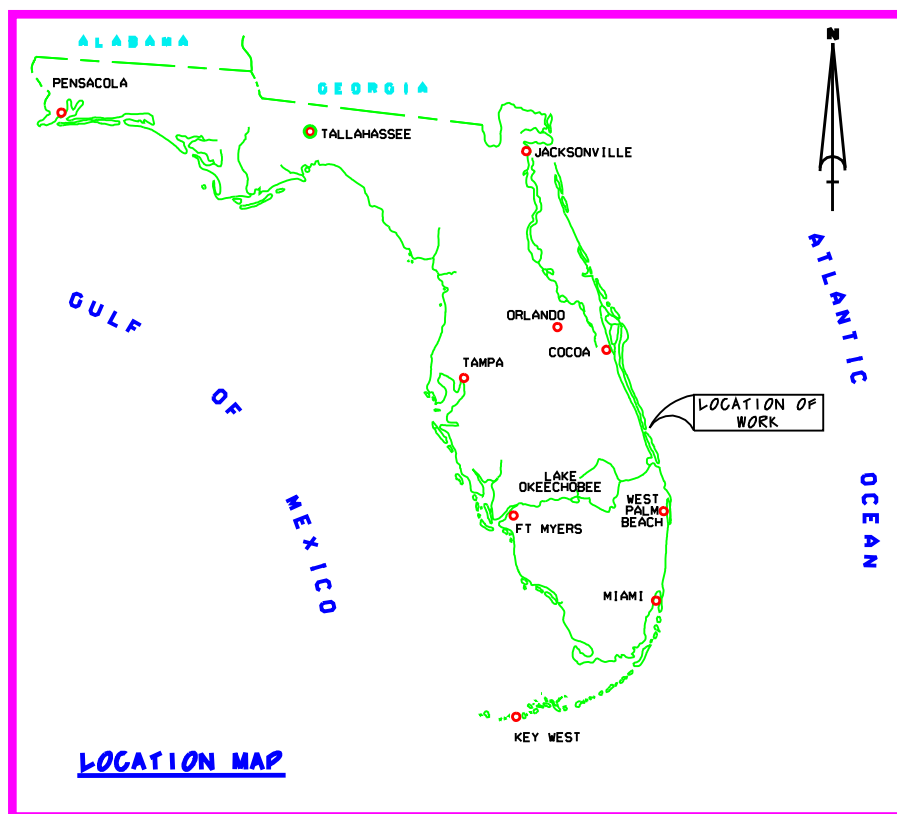 ALABAMA
N
PENSACOLA
GEORGIA
TALLAHASSEE
JACKSONVILLE
ATLANTIC
GULF
ORLANDO
COCOA
TAMPA
OF
LOCATION OF
WORK
LAKE
OKEECHOBEE
OCEAN
MEXICO
WEST
PALM
BEACH
FT MYERS
MIAMI
KEY WEST
LOCATION MAP